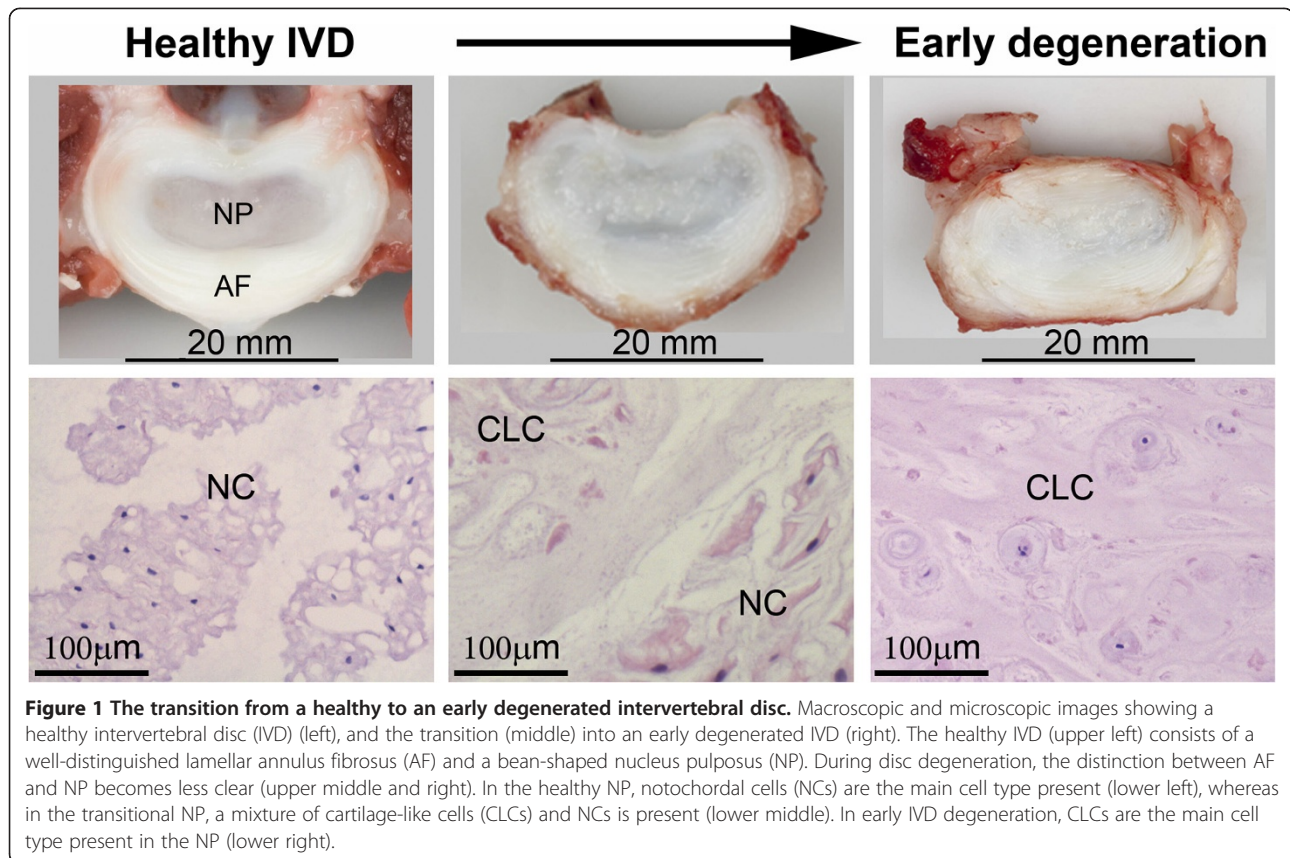 Healthy IVD
Early degeneration
NP
AF
20 mm
20 mm
20 mm
NC
100μm
CLC
NC
100μm
CLC
100μm
Figure 1 The transition from a healthy to an early degenerated intervertebral disc. Macroscopic and microscopic images showing a
healthy intervertebral disc (IVD) (left), and the transition (middle) into an early degenerated IVD (right). The healthy IVD (upper left) consists of a
well-distinguished lamellar annulus fibrosus (AF) and a bean-shaped nucleus pulposus (NP). During disc degeneration, the distinction between AF
and NP becomes less clear (upper middle and right). In the healthy NP, notochordal cells (NCs) are the main cell type present (lower left), whereas
in the transitional NP, a mixture of cartilage-like cells (CLCs) and NCs is present (lower middle). In early IVD degeneration, CLCs are the main cell
type present in the NP (lower right).